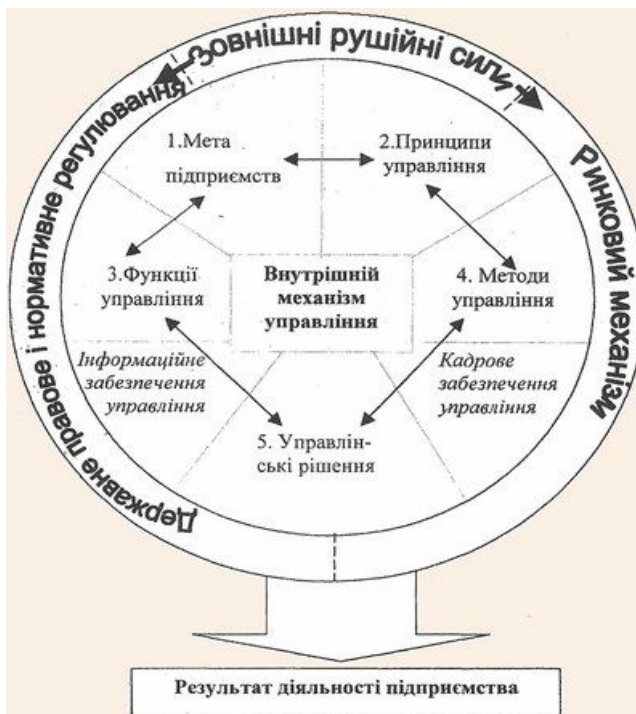 Зовнішні рушійні сили
Державне правове і нормативне регулювання
Ринковий механізм
1.Мета
підприємств
2.Принципи
управління
3.Функції
управління
Внутрішній
механізм
управління
4. Методи
управління
Інформаційне
забезпечення
управління
Кадрове
забезпечення
управління
5. Управлін-
ські рішення
Результат діяльності підприємства